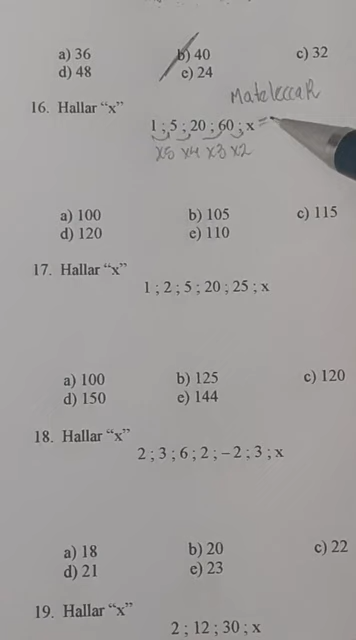 a) 36 b) 40 c) 32
d) 48 e) 24
MateleccaR
16. Hallar “x”
1 ; 5 ; 20 ; 60 ; x =
x5 x4 x3 x2
a) 100 b) 105 c) 115
d) 120 e) 110
17. Hallar “x”
1 ; 2 ; 5 ; 20 ; 25 ; x
a) 100 b) 125 c) 120
d) 150 e) 144
18. Hallar “x”
2 ; 3 ; 6 ; 2 ; – 2 ; 3 ; x
a) 18 b) 20 c) 22
d) 21 e) 23
19. Hallar “x”
2 ; 12 ; 30 ; x